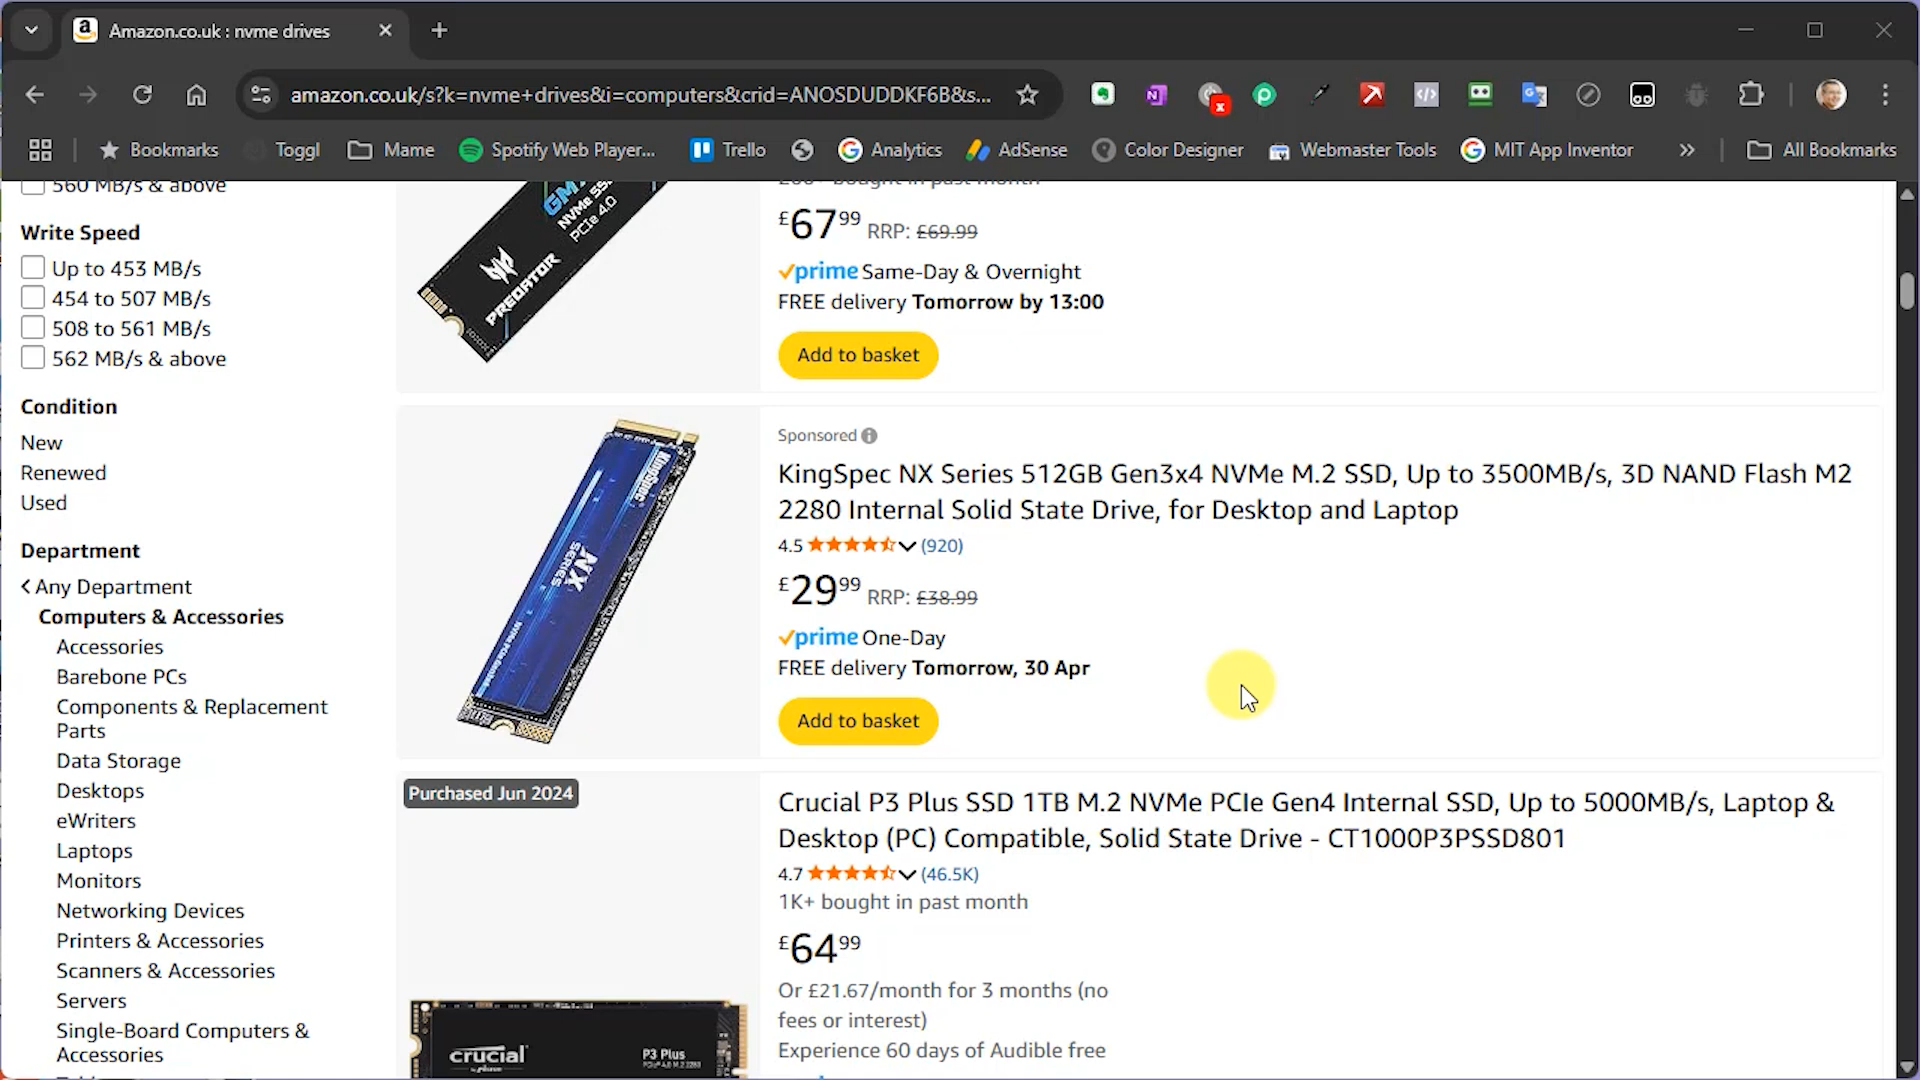 Amazon.co.uk : nvme drives
amazon.co.uk/s?k=nvme+drives&i=computers&crid=ANOSDUDDKF6B&s...
Bookmarks
Toggl
Mame
Spotify Web Player...
Trello
Analytics
AdSense
Color Designer
Webmaster Tools
MIT App Inventor
All Bookmarks
560 MB/s & above
Write Speed
Up to 453 MB/s
454 to 507 MB/s
508 to 561 MB/s
562 MB/s & above
Condition
New
Renewed
Used
Department
Any Department
Computers & Accessories
Accessories
Barebone PCs
Components & Replacement
Parts
Data Storage
Desktops
eWriters
Laptops
Monitors
Networking Devices
Printers & Accessories
Scanners & Accessories
Servers
Single-Board Computers &
Accessories
NVMe SS
PCIe 4.0
PREDATOR
bought in past month
£67.99 RRP: £69.99
prime Same-Day & Overnight
FREE delivery Tomorrow by 13:00
Add to basket
KingSpec
NX
SERIES
Sponsored
KingSpec NX Series 512GB Gen3x4 NVMe M.2 SSD, Up to 3500MB/s, 3D NAND Flash M2
2280 Internal Solid State Drive, for Desktop and Laptop
4.5 (920)
£29.99 RRP: £38.99
prime One-Day
FREE delivery Tomorrow, 30 Apr
Add to basket
Purchased Jun 2024
crucial
P3 Plus
Crucial P3 Plus SSD 1TB M.2 NVMe PCIe Gen4 Internal SSD, Up to 5000MB/s, Laptop &
Desktop (PC) Compatible, Solid State Drive - CT1000P3PSSD801
4.7 (46.5K)
1K+ bought in past month
£64.99
Or £21.67/month for 3 months (no
fees or interest)
Experience 60 days of Audible free